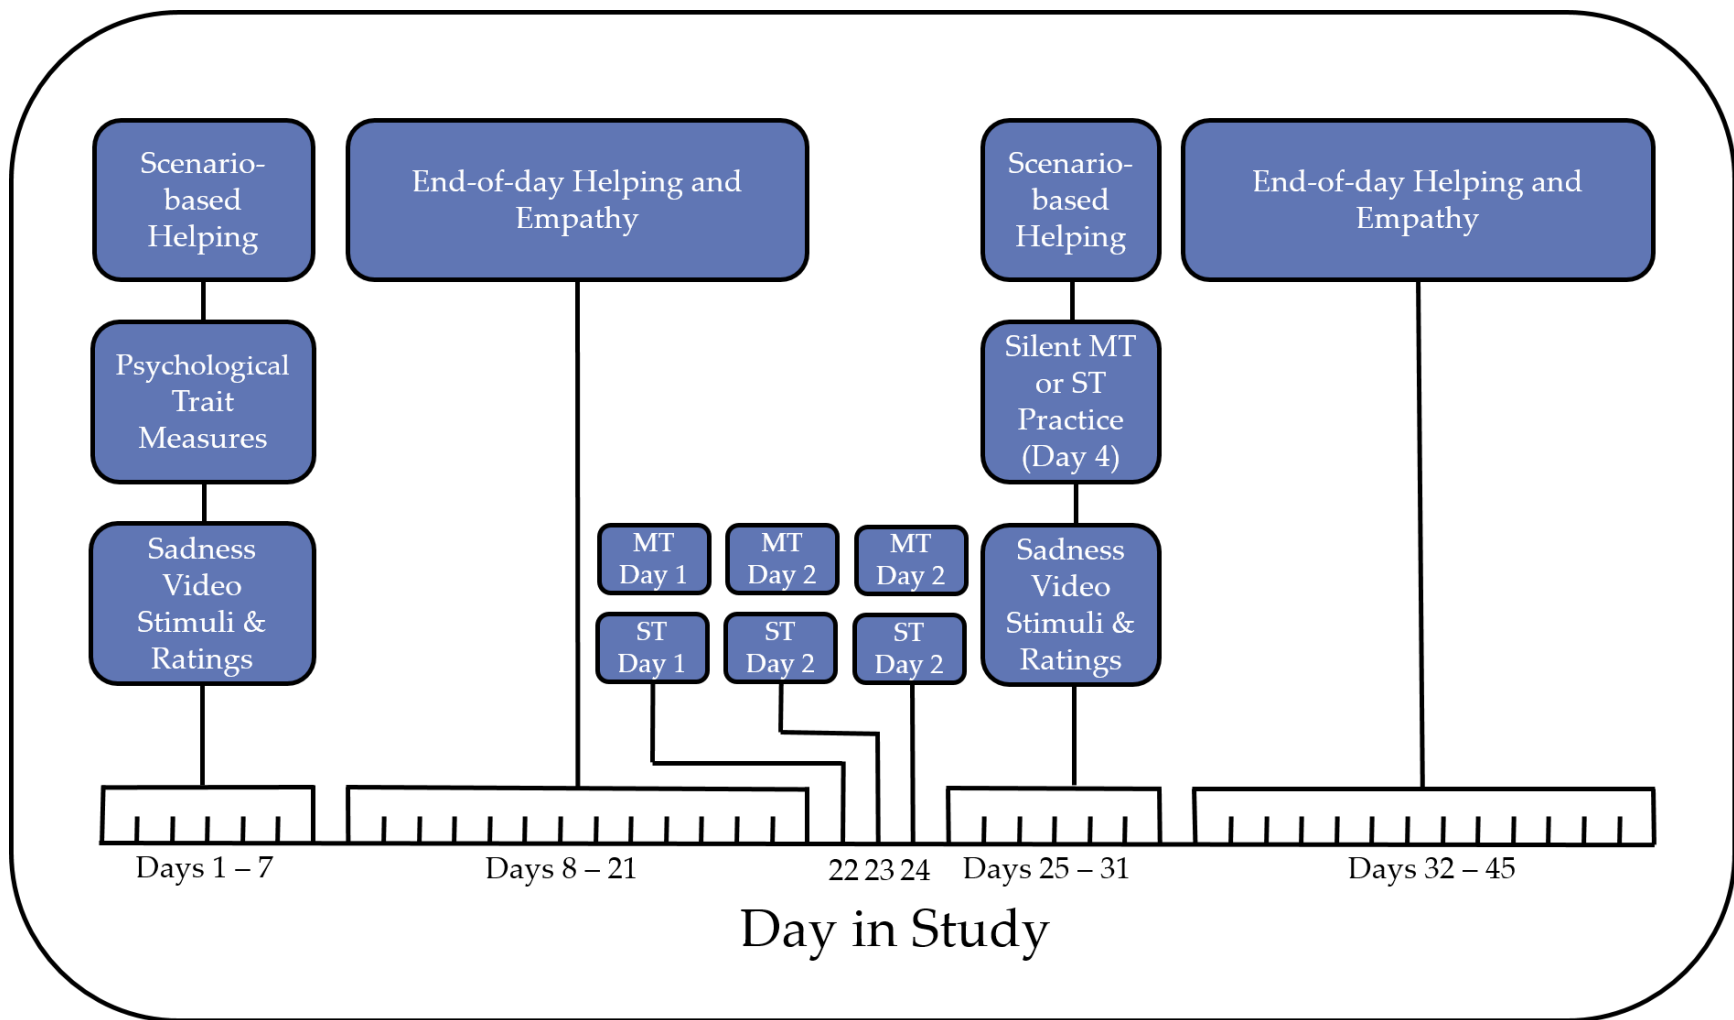 Scenario-
based
Helping
End-of-day Helping and
Empathy
Scenario-
based
Helping
End-of-day Helping and
Empathy
Psychological
Trait
Measures
Silent MT
or ST
Practice
(Day 4)
Sadness
Video
Stimuli &
Ratings
MT
Day 1
MT
Day 2
MT
Day 2
ST
Day 1
ST
Day 2
ST
Day 2
Sadness
Video
Stimuli &
Ratings
Days 1 – 7
Days 8 – 21
22 23 24
Days 25 – 31
Days 32 – 45
Day in Study